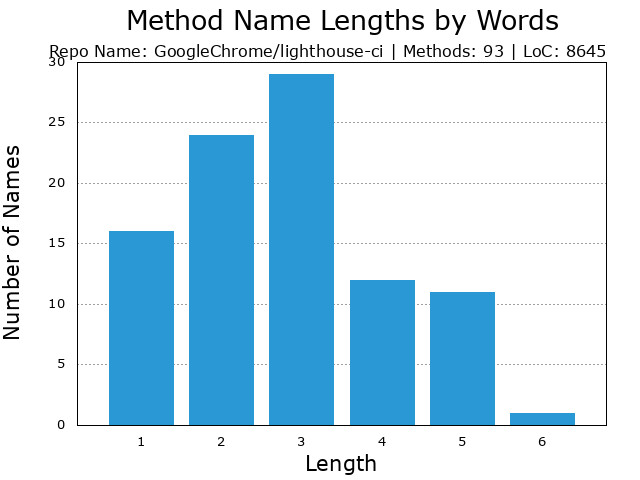 Method Name Lengths by Words
Repo Name: GoogleChrome/lighthouse-ci | Methods: 93 | LoC: 8645
30
25
20
15
10
5
0
Number of Names
1 2 3 4 5 6
Length